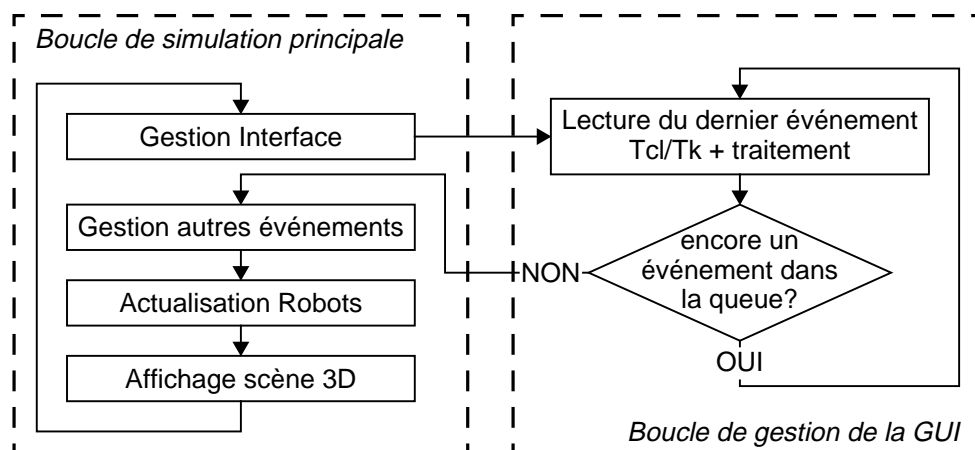 Boucle de simulation principale
Gestion Interface
Gestion autres événements
Actualisation Robots
Affichage scène 3D
Lecture du dernier événement
Tcl/Tk + traitement
encore un
événement dans
la queue?
NON
OUI
Boucle de gestion de la GUI